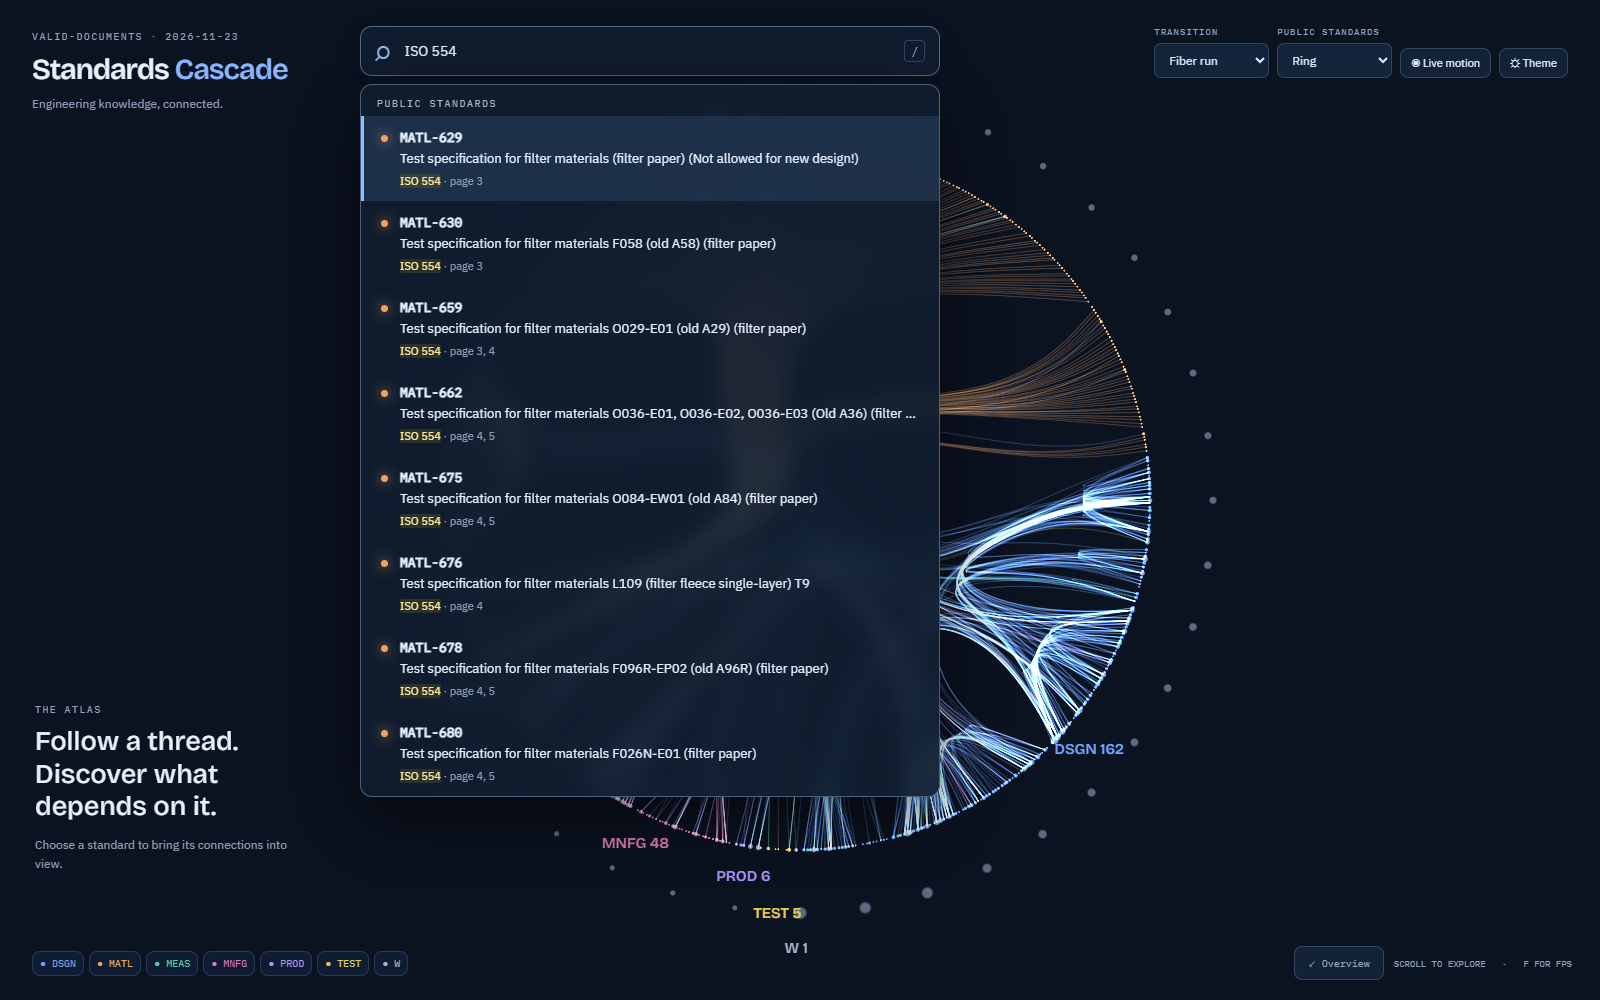 VALID-DOCUMENTS · 2026-11-23
Standards Cascade
Engineering knowledge, connected.
ISO 554
/
TRANSITION
Fiber run
PUBLIC STANDARDS
Ring
Live motion
Theme
PUBLIC STANDARDS
MATL-629
Test specification for filter materials (filter paper) (Not allowed for new design!)
ISO 554 · page 3
MATL-630
Test specification for filter materials F058 (old A58) (filter paper)
ISO 554 · page 3
MATL-659
Test specification for filter materials O029-E01 (old A29) (filter paper)
ISO 554 · page 3, 4
MATL-662
Test specification for filter materials O036-E01, O036-E02, O036-E03 (Old A36) (filter ...
ISO 554 · page 4, 5
MATL-675
Test specification for filter materials O084-EW01 (old A84) (filter paper)
ISO 554 · page 4, 5
MATL-676
Test specification for filter materials L109 (filter fleece single-layer) T9
ISO 554 · page 4
MATL-678
Test specification for filter materials F096R-EP02 (old A96R) (filter paper)
ISO 554 · page 4, 5
MATL-680
Test specification for filter materials F026N-E01 (filter paper)
ISO 554 · page 4, 5
THE ATLAS
Follow a thread.
Discover what
depends on it.
Choose a standard to bring its connections into
view.
DSGN 162
MNFG 48
PROD 6
TEST 5
W 1
DSGN
MATL
MEAS
MNFG
PROD
TEST
W
✓ Overview
SCROLL TO EXPLORE · F FOR FPS